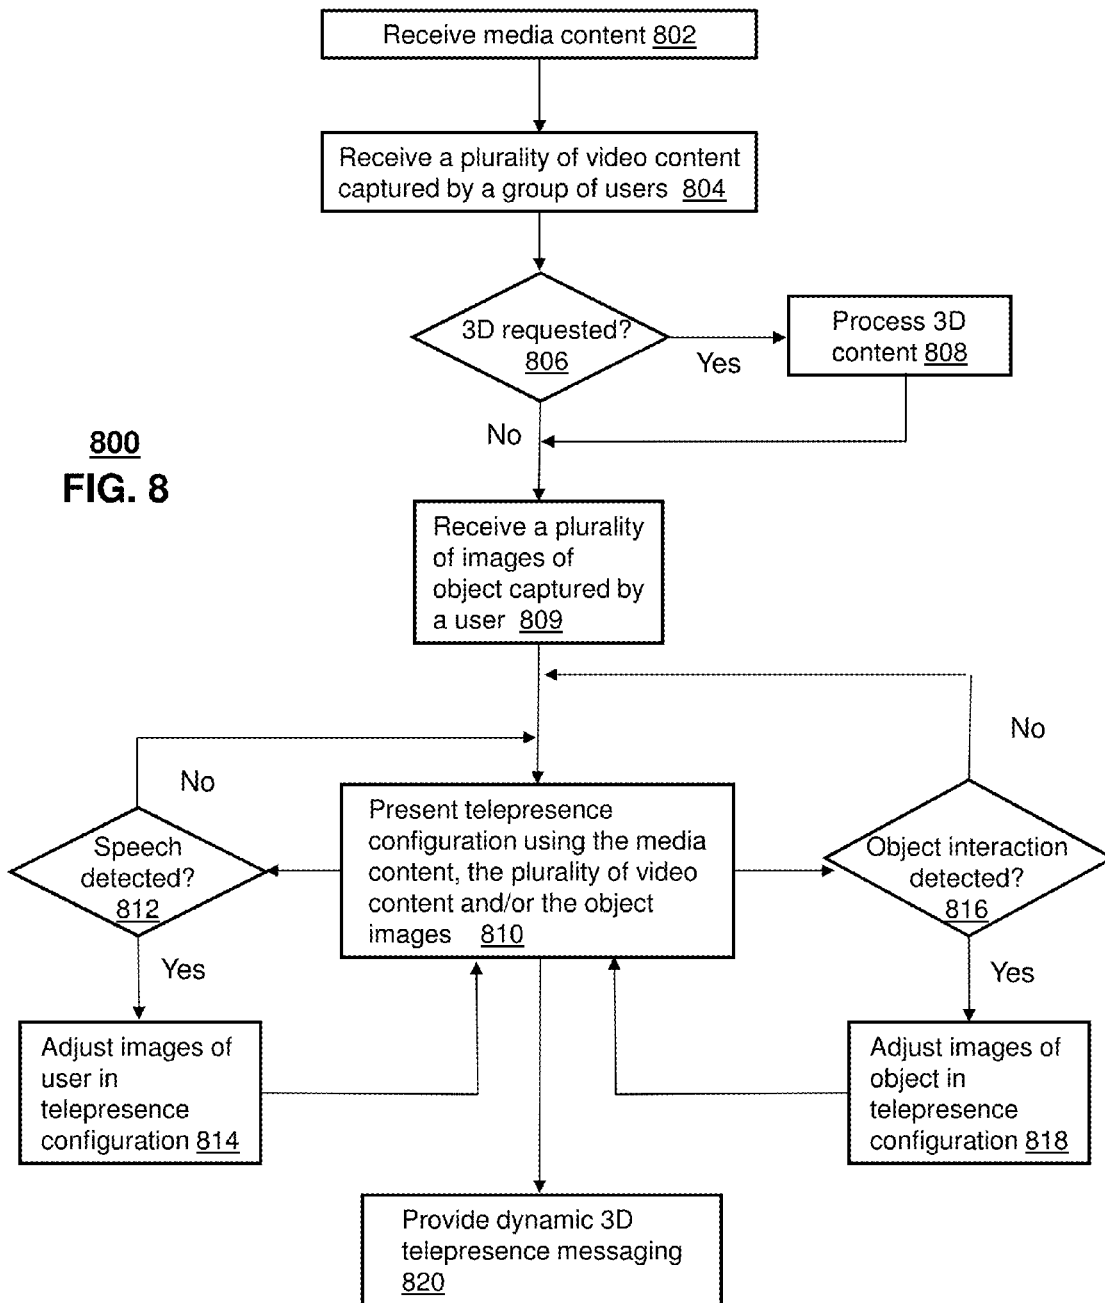 Receive media content 802
Receive a plurality of video content
captured by a group of users 804
3D requested?
806
Yes
Process 3D
content 808
No
800
FIG. 8
Receive a plurality
of images of
object captured by
a user 809
No
No
Speech
detected?
812
Present telepresence
configuration using the media
content, the plurality of video
content and/or the object
images 810
Object interaction
detected?
816
Yes
Yes
Adjust images of
user in
telepresence
configuration 814
Adjust images of
object in
telepresence
configuration 818
Provide dynamic 3D
telepresence messaging
820